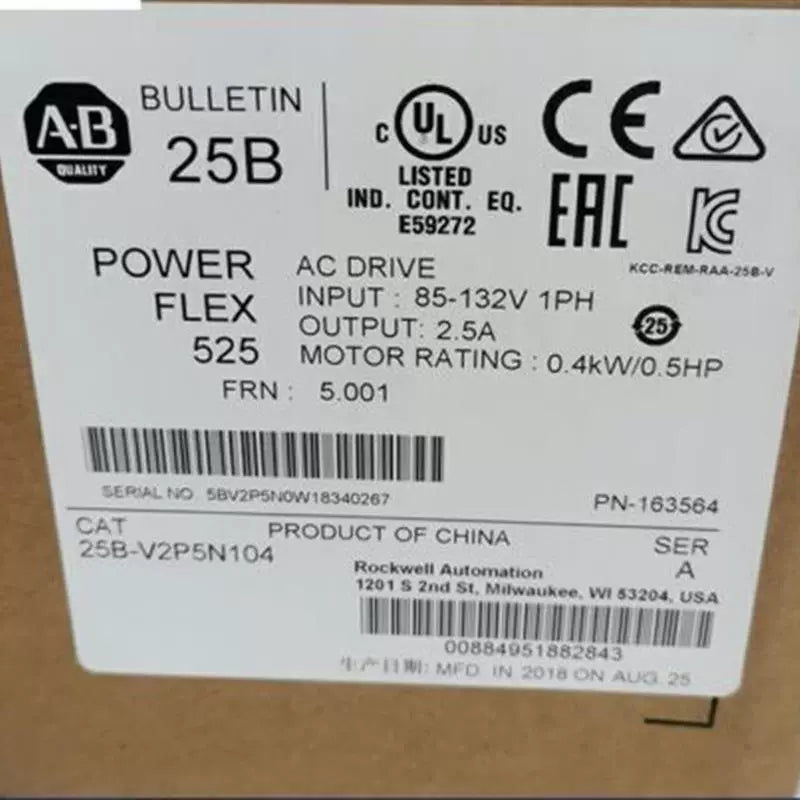 A-B
QUALITY
BULLETIN
25B
C UL US
LISTED
IND. CONT. EQ.
E59272
CE
EAC
KC
KCC-REM-RAA-25B-V
POWER
FLEX
525
AC DRIVE
INPUT : 85-132V 1PH
OUTPUT: 2.5A
MOTOR RATING : 0.4kW/0.5HP
25
FRN : 5.001
SERIAL NO 5BV2P5N0W18340267
PN-163564
CAT
25B-V2P5N104
PRODUCT OF CHINA
SER
A
Rockwell Automation
1201 S 2nd St, Milwaukee, WI 53204, USA
00884951882843
生产日期: MFD IN 2018 ON AUG. 25